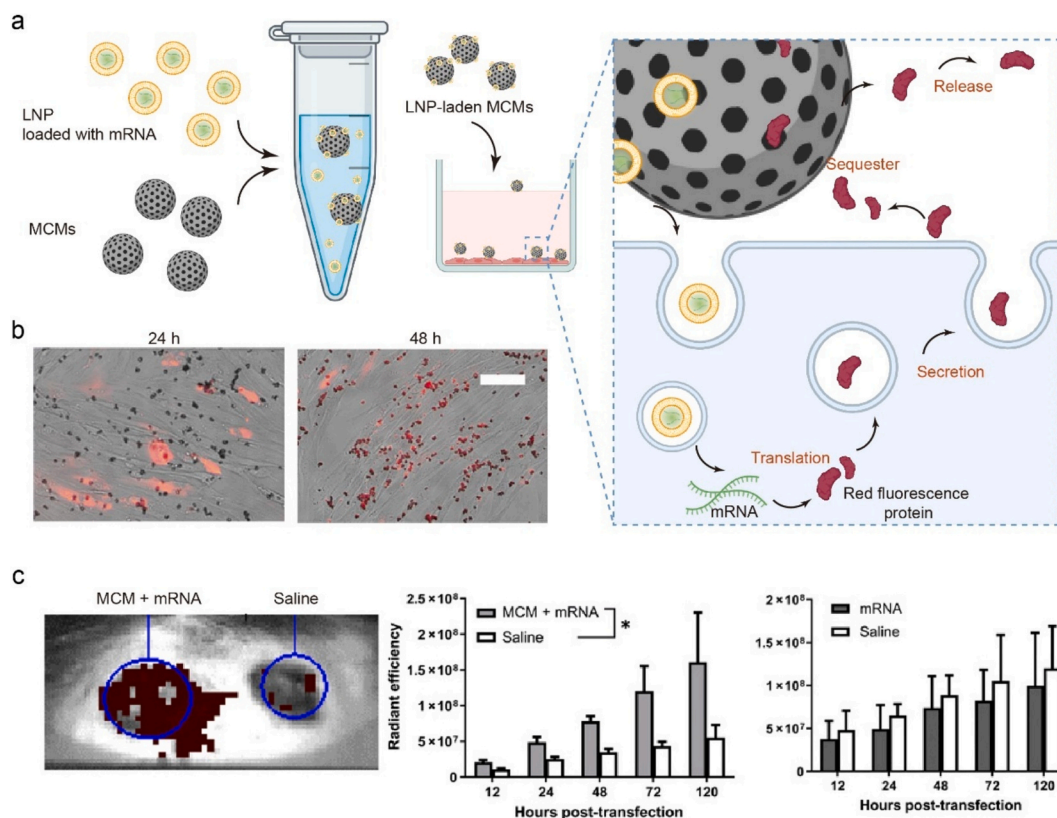 a
LNP
loaded with mRNA
MCMs
LNP-laden MCMs
Release
Sequester
Secretion
Translation
mRNA
Red fluorescence
protein
b
24 h
48 h
c
MCM + mRNA
Saline
Radiant efficiency
2.5×10⁸
2×10⁸
1.5×10⁸
1×10⁸
5×10⁷
0
MCM + mRNA
Saline
*
12
24
48
72
120
Hours post-transfection
2×10⁸
1.5×10⁸
1×10⁸
5×10⁷
0
mRNA
Saline
12
24
48
72
120
Hours post-transfection